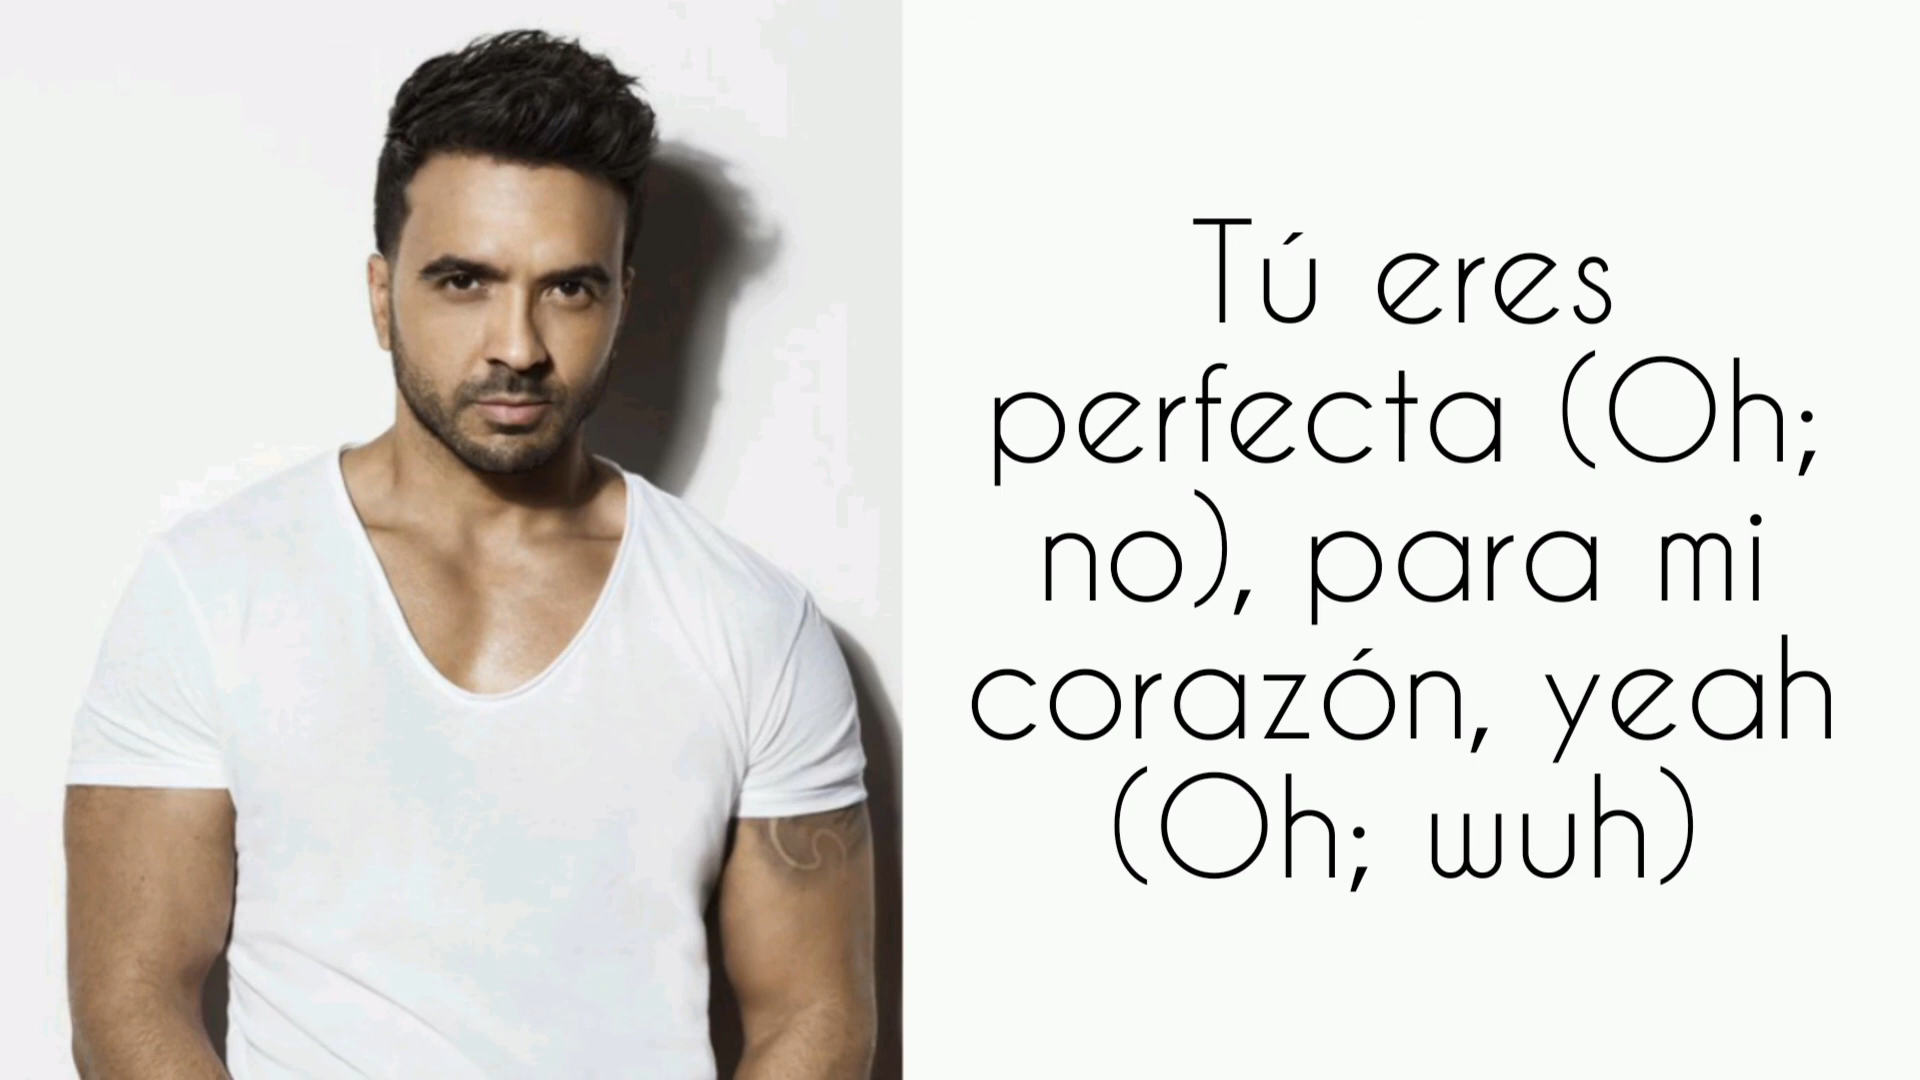 Tú eres
perfecta (Oh;
no), para mi
corazón, yeah
(Oh; wuh)